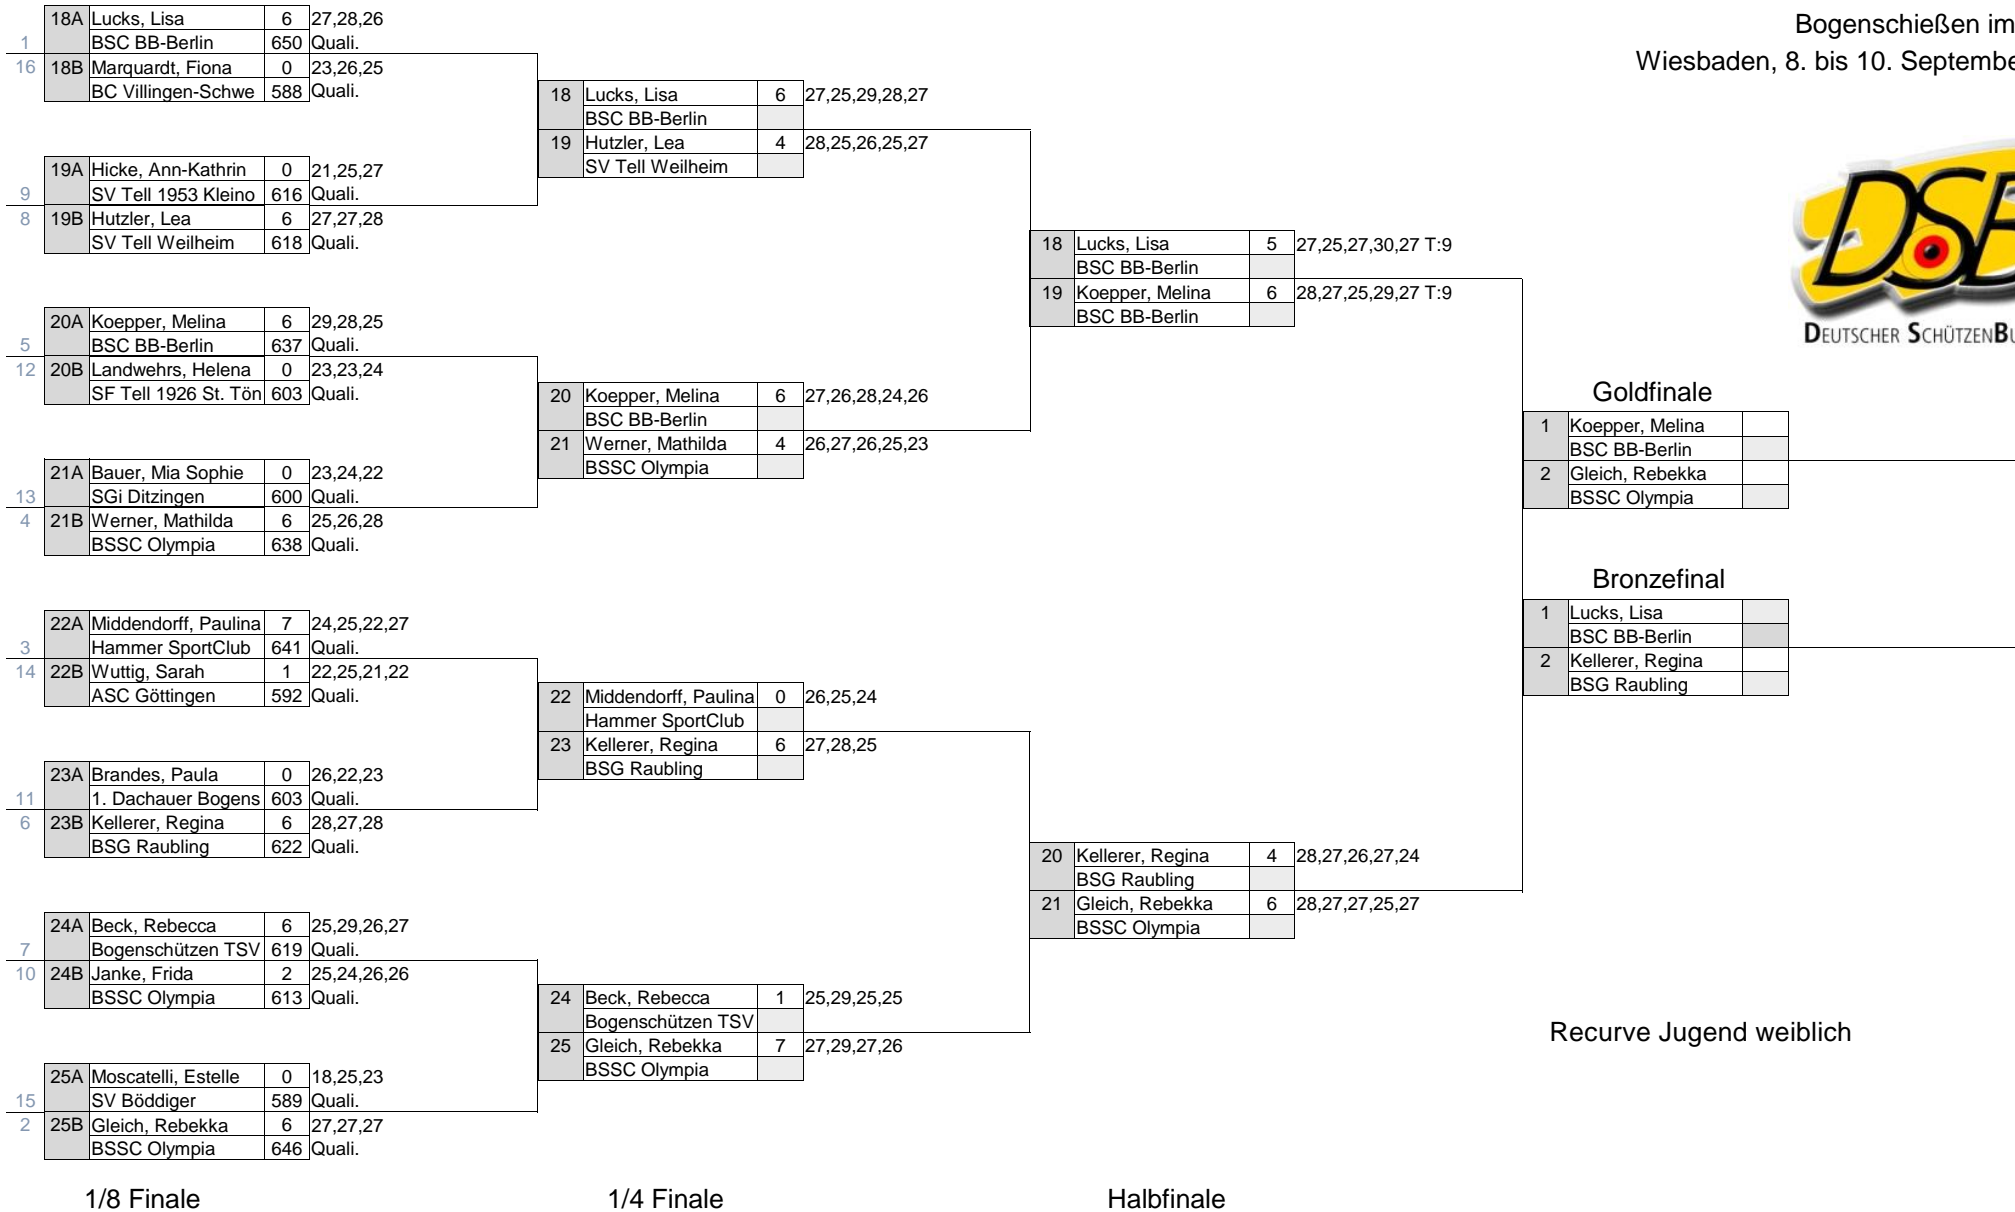 Bogenschießen im
Wiesbaden, 8. bis 10. Septembe
18A Lucks, Lisa 6 27,28,26
1 BSC BB-Berlin 650 Quali.
16 18B Marquardt, Fiona 0 23,26,25
BC Villingen-Schwe 588 Quali.
19A Hicke, Ann-Kathrin 0 21,25,27
9 SV Tell 1953 Kleino 616 Quali.
8 19B Hutzler, Lea 6 27,27,28
SV Tell Weilheim 618 Quali.
20A Koepper, Melina 6 29,28,25
5 BSC BB-Berlin 637 Quali.
12 20B Landwehrs, Helena 0 23,23,24
SF Tell 1926 St. Tön 603 Quali.
21A Bauer, Mia Sophie 0 23,24,22
13 SGi Ditzingen 600 Quali.
4 21B Werner, Mathilda 6 25,26,28
BSSC Olympia 638 Quali.
22A Middendorff, Paulina 7 24,25,22,27
3 Hammer SportClub 641 Quali.
14 22B Wuttig, Sarah 1 22,25,21,22
ASC Göttingen 592 Quali.
23A Brandes, Paula 0 26,22,23
11 1. Dachauer Bogens 603 Quali.
6 23B Kellerer, Regina 6 28,27,28
BSG Raubling 622 Quali.
24A Beck, Rebecca 6 25,29,26,27
7 Bogenschützen TSV 619 Quali.
10 24B Janke, Frida 2 25,24,26,26
BSSC Olympia 613 Quali.
25A Moscatelli, Estelle 0 18,25,23
15 SV Böddiger 589 Quali.
2 25B Gleich, Rebekka 6 27,27,27
BSSC Olympia 646 Quali.
1/8 Finale
18 Lucks, Lisa 6 27,25,29,28,27
BSC BB-Berlin
19 Hutzler, Lea 4 28,25,26,25,27
SV Tell Weilheim
20 Koepper, Melina 6 27,26,28,24,26
BSC BB-Berlin
21 Werner, Mathilda 4 26,27,26,25,23
BSSC Olympia
22 Middendorff, Paulina 0 26,25,24
Hammer SportClub
23 Kellerer, Regina 6 27,28,25
BSG Raubling
24 Beck, Rebecca 1 25,29,25,25
Bogenschützen TSV
25 Gleich, Rebekka 7 27,29,27,26
BSSC Olympia
1/4 Finale
18 Lucks, Lisa 5 27,25,27,30,27 T:9
BSC BB-Berlin
19 Koepper, Melina 6 28,27,25,29,27 T:9
BSC BB-Berlin
20 Kellerer, Regina 4 28,27,26,27,24
BSG Raubling
21 Gleich, Rebekka 6 28,27,27,25,27
BSSC Olympia
Halbfinale
DSB
DEUTSCHER SCHÜTZENBU
Goldfinale
1 Koepper, Melina
BSC BB-Berlin
2 Gleich, Rebekka
BSSC Olympia
Bronzefinal
1 Lucks, Lisa
BSC BB-Berlin
2 Kellerer, Regina
BSG Raubling
Recurve Jugend weiblich